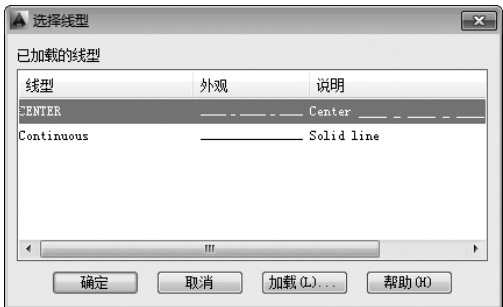 选择线型
已加载的线型
线型 外观 说明
CENTER Center
Continuous Solid line
确定 取消 加载(L)... 帮助(H)